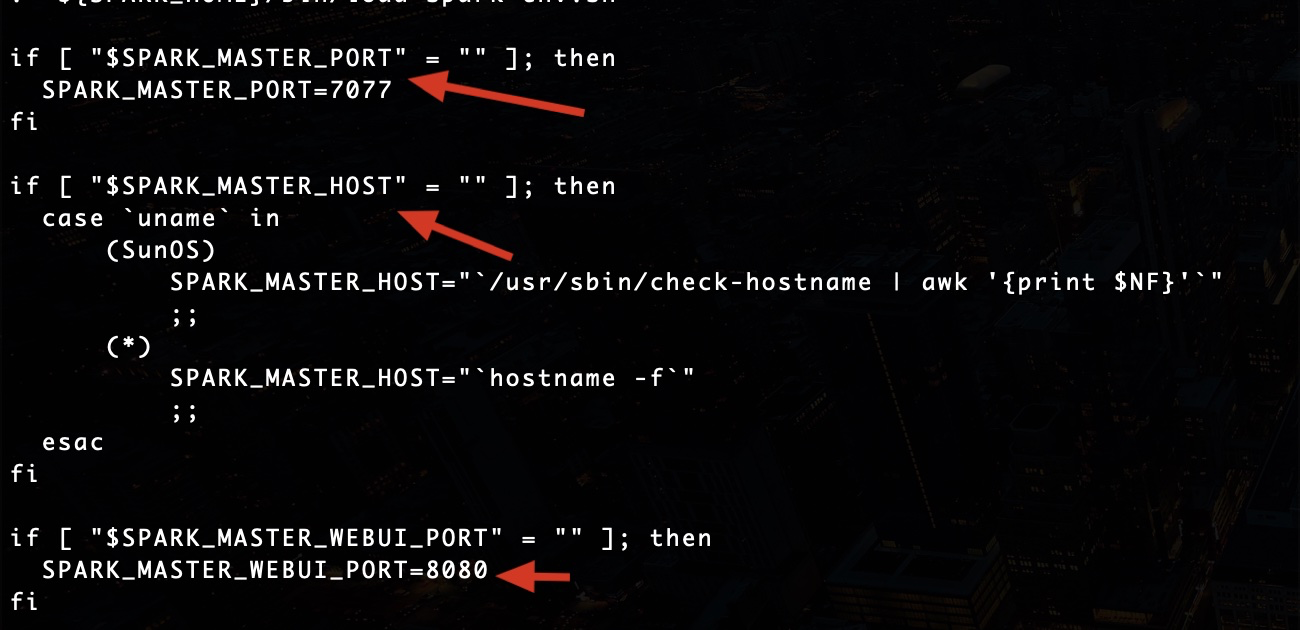 if [ "$SPARK_MASTER_PORT" = "" ]; then
  SPARK_MASTER_PORT=7077
fi

if [ "$SPARK_MASTER_HOST" = "" ]; then
  case `uname` in
      (SunOS)
          SPARK_MASTER_HOST="`/usr/sbin/check-hostname | awk '{print $NF}'`"
          ;;
      (*)
          SPARK_MASTER_HOST="`hostname -f`"
          ;;
  esac
fi

if [ "$SPARK_MASTER_WEBUI_PORT" = "" ]; then
  SPARK_MASTER_WEBUI_PORT=8080
fi